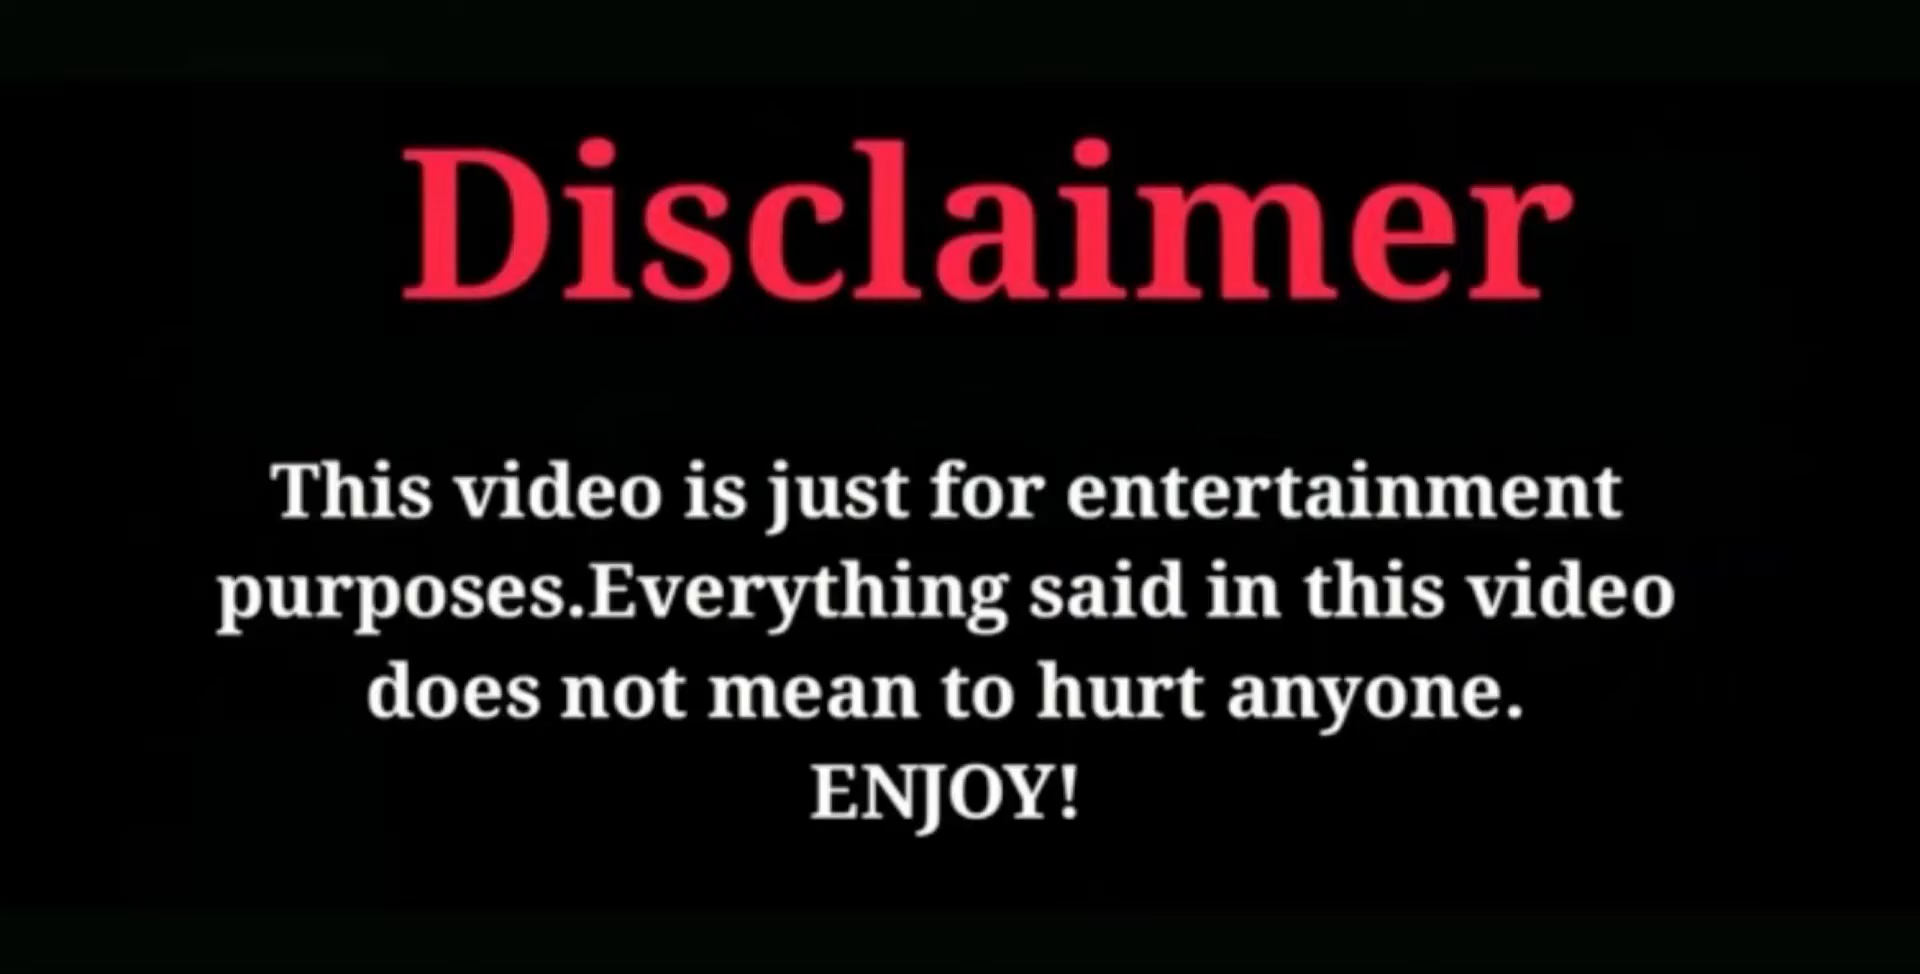 Disclaimer
This video is just for entertainment
purposes.Everything said in this video
does not mean to hurt anyone.
ENJOY!